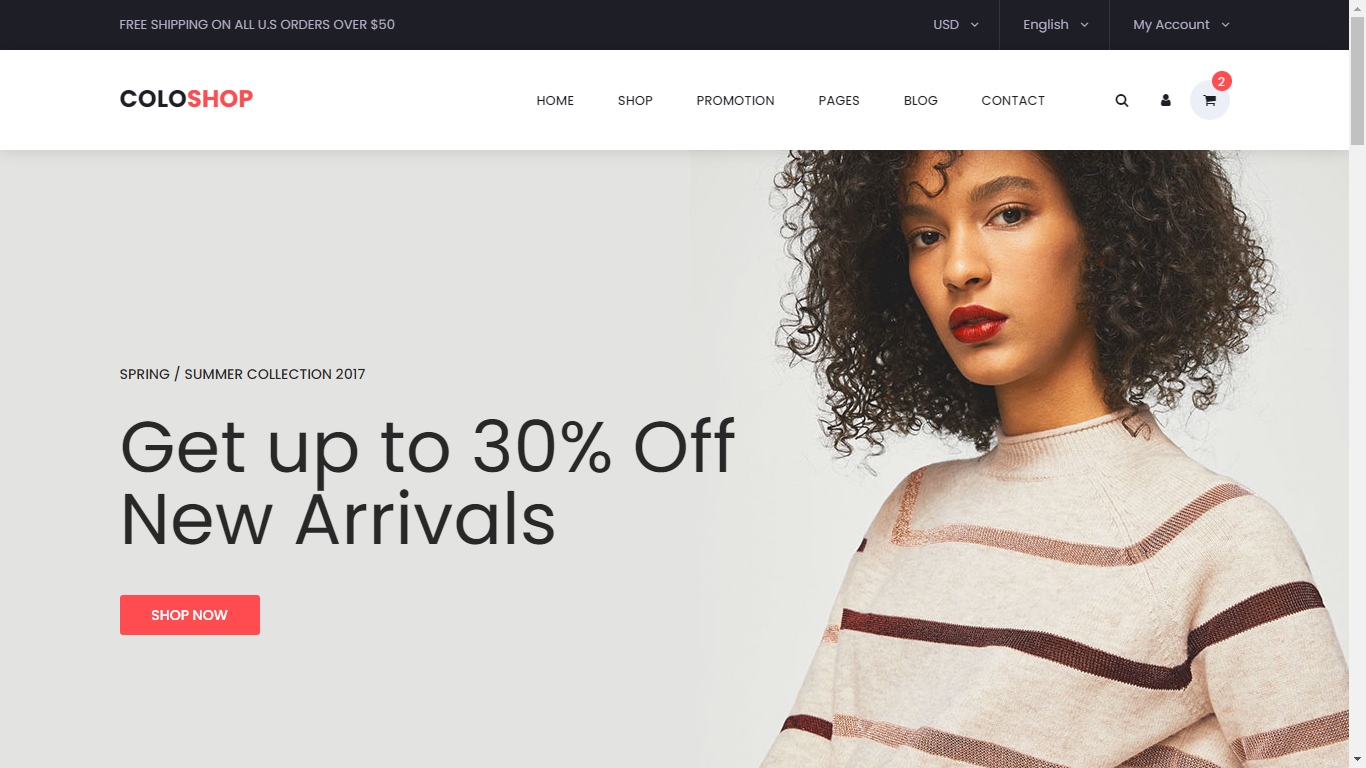 FREE SHIPPING ON ALL U.S ORDERS OVER $50
USD
English
My Account
COLOSHOP
HOME
SHOP
PROMOTION
PAGES
BLOG
CONTACT
2
SPRING / SUMMER COLLECTION 2017
Get up to 30% Off
New Arrivals
SHOP NOW